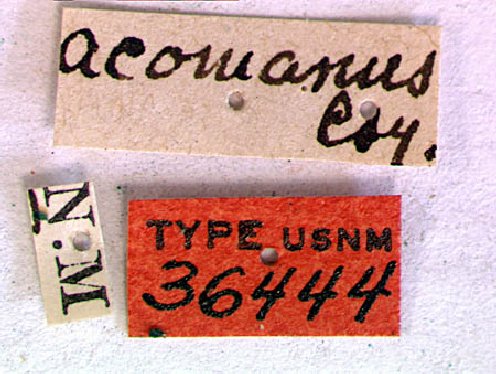 acomanus
Csy.
N.M
TYPE USNM
36444